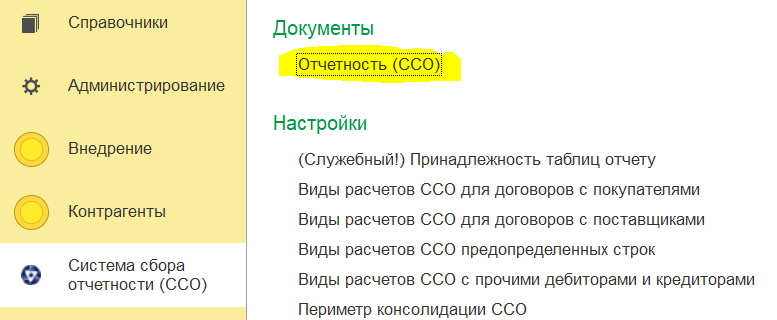 Справочники
Администрирование
Внедрение
Контрагенты
Система сбора
отчетности (ССО)
Документы
Отчетность (ССО)
Настройки
(Служебный!) Принадлежность таблиц отчету
Виды расчетов ССО для договоров с покупателями
Виды расчетов ССО для договоров с поставщиками
Виды расчетов ССО предопределенных строк
Виды расчетов ССО с прочими дебиторами и кредиторами
Периметр консолидации ССО